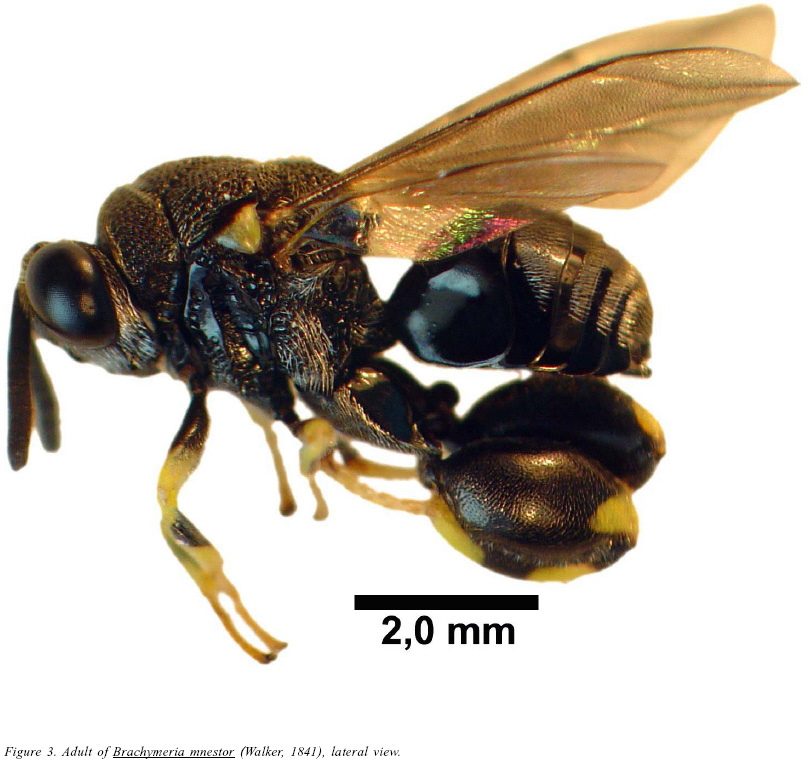 2,0 mm
Figure 3. Adult of Brachymeria mnestor (Walker, 1841), lateral view.